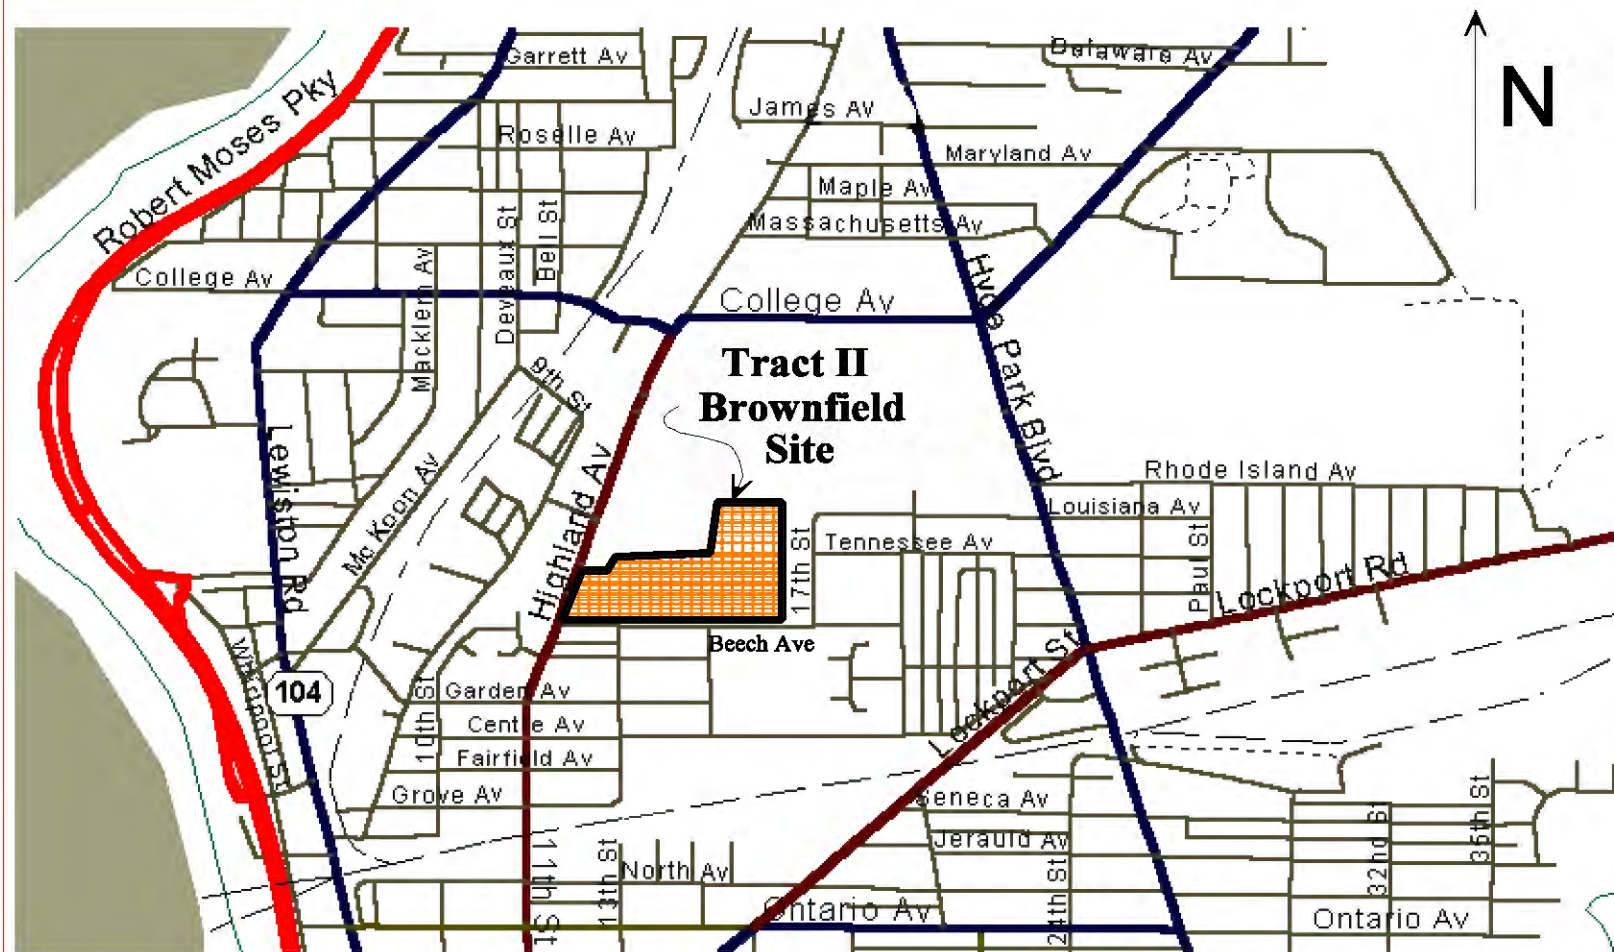 Garrett Av
Delaware Av
N
James Av
Robert Moses Pky
Roselle Av
Maryland Av
Maple Av
Massachusetts Av
Deveaux St
Bell St
College Av
Macklem Av
College Av
Hyde Park Blvd
Tract II
Brownfield
Site
9th St
Lewiston Rd
Mc Koon Av
Highland Av
Rhode Island Av
Louisiana Av
17th St
Tennessee Av
Paul St
Lockport Rd
Beech Ave
Whirlpool St
104
10th St
Garden Av
Centre Av
Fairfield Av
Grove Av
Lockport St
Seneca Av
Jerauld Av
35th St
32nd St
24th St
11th St
13th St
North Av
Ontario Av
Ontario Av